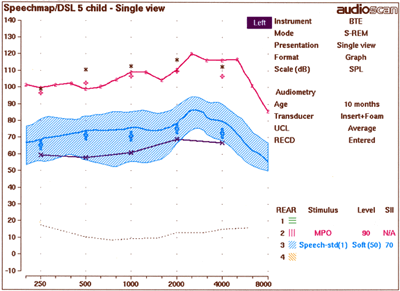 Speechmap/DSL 5 child - Single view
audioscan
Left
Instrument BTE
Mode S-REM
Presentation Single view
Format Graph
Scale (dB) SPL
Audiometry
Age 10 months
Transducer Insert+Foam
UCL Average
RECD Entered
140
130
120
110
100
90
80
70
60
50
40
30
20
10
0
-10
250 500 1000 2000 4000 8000
REAR Stimulus Level SII
1
2 MPO 90 N/A
3 Speech-std(1) Soft (50) 70
4